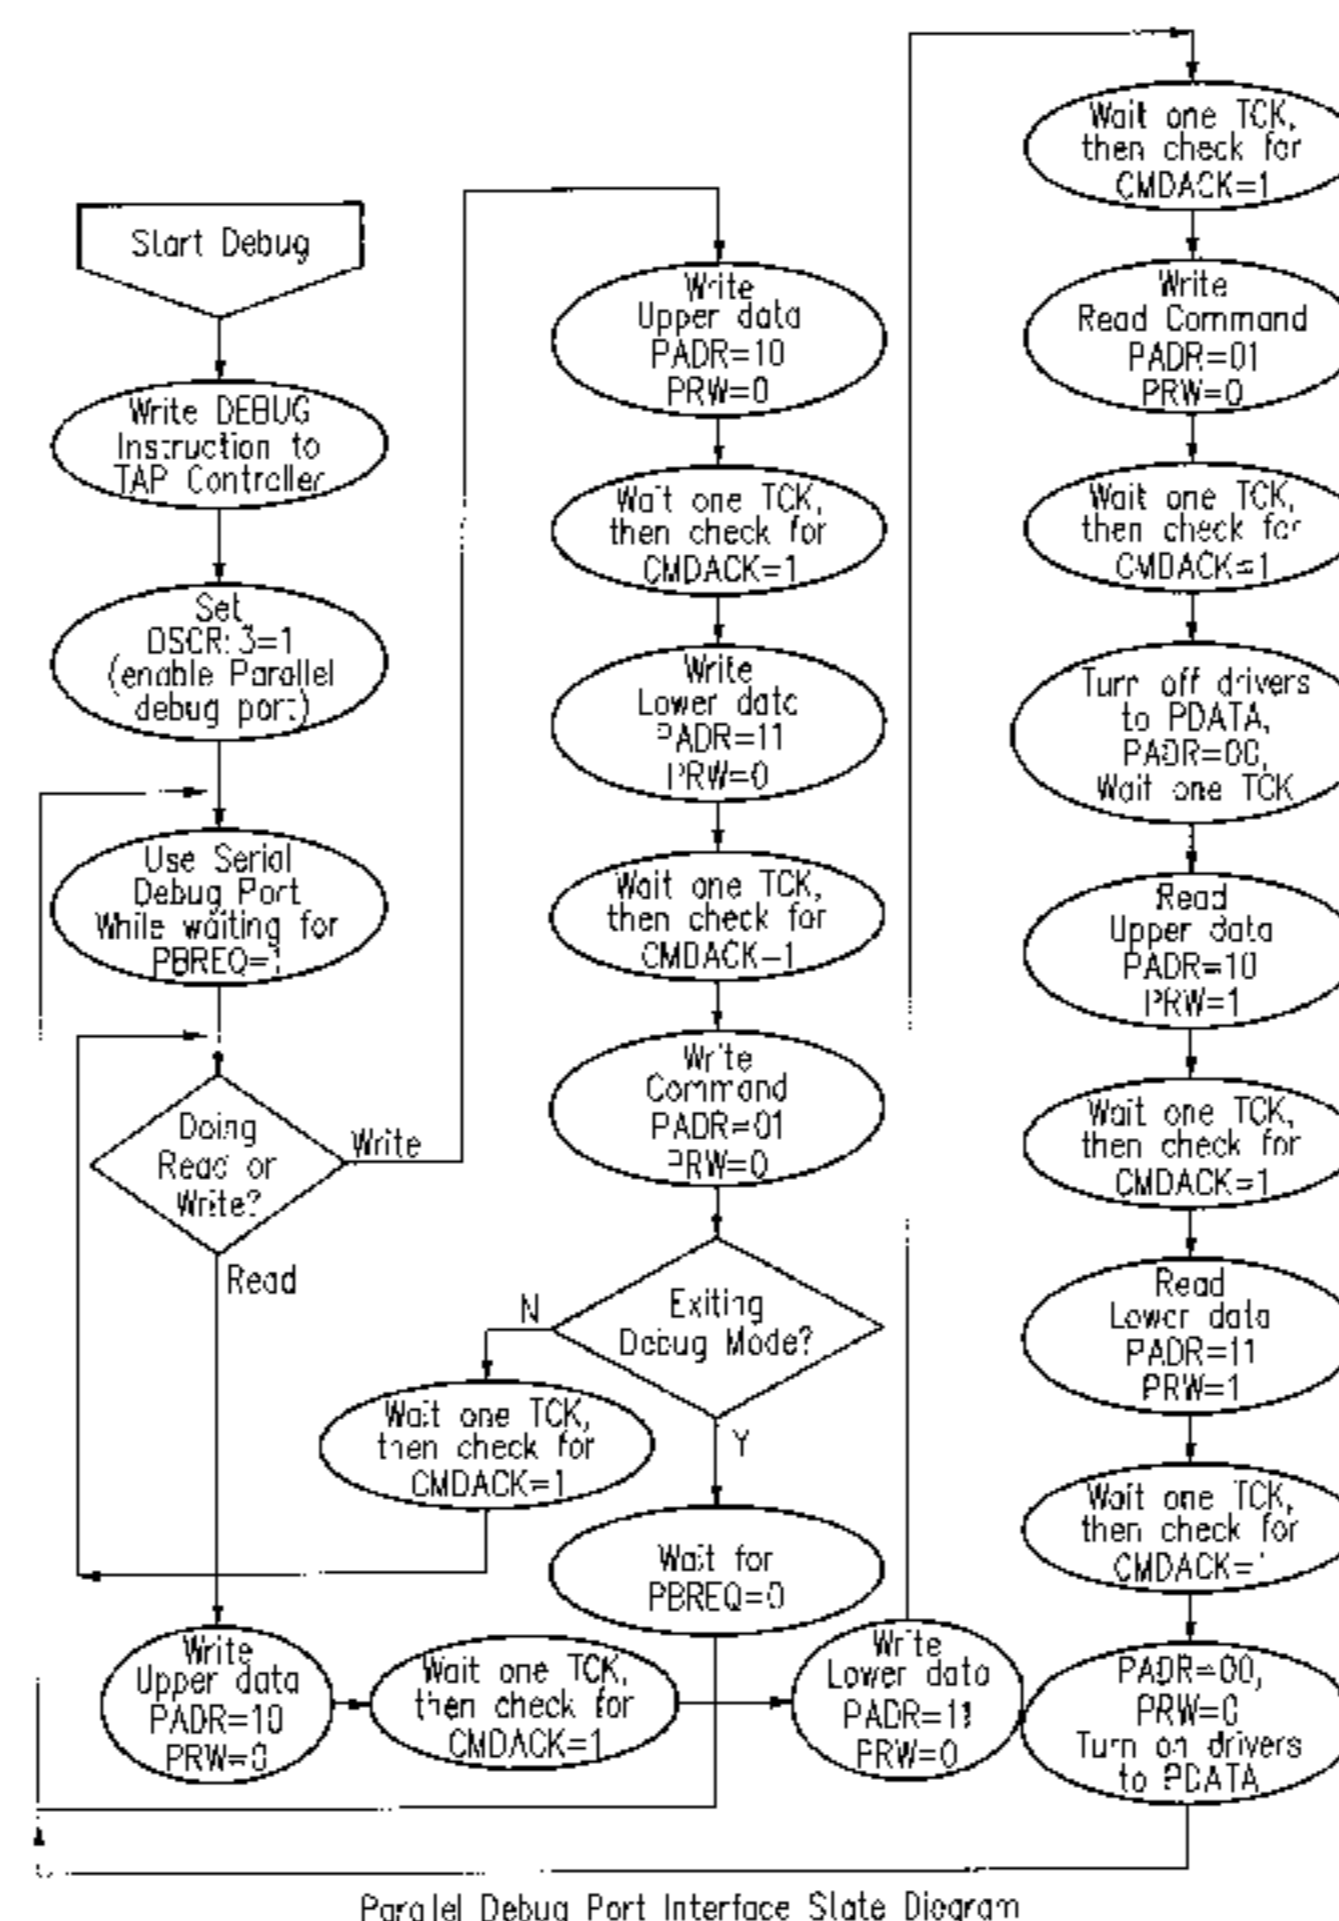 Start Debug
Write DEBUG
Instruction to
TAP Controller
Set
DSCR:3=1
(enable Parallel
debug port)
Use Serial
Debug Port
While waiting for
PBREQ=1
Doing
Read or
Write?
Write
Read
Write
Upper data
PADR=10
PRW=0
Wait one TCK,
then check for
CMDACK=1
Write
Lower data
PADR=11
PRW=0
Wait one TCK,
then check for
CMDACK=1
Write
Command
PADR=01
PRW=0
Exiting
Debug Mode?
N
Y
Wait one TCK,
then check for
CMDACK=1
Wait for
PBREQ=0
Write
Upper data
PADR=10
PRW=0
Wait one TCK,
then check for
CMDACK=1
Write
Lower data
PADR=11
PRW=0
Wait one TCK,
then check for
CMDACK=1
Write
Read Command
PADR=01
PRW=0
Wait one TCK,
then check for
CMDACK=1
Turn off drivers
to PDATA,
PADR=00,
Wait one TCK
Read
Upper data
PADR=10
PRW=1
Wait one TCK,
then check for
CMDACK=1
Read
Lower data
PADR=11
PRW=1
Wait one TCK,
then check for
CMDACK=1
PADR=00,
PRW=0
Turn on drivers
to PDATA
Parallel Debug Port Interface State Diagram